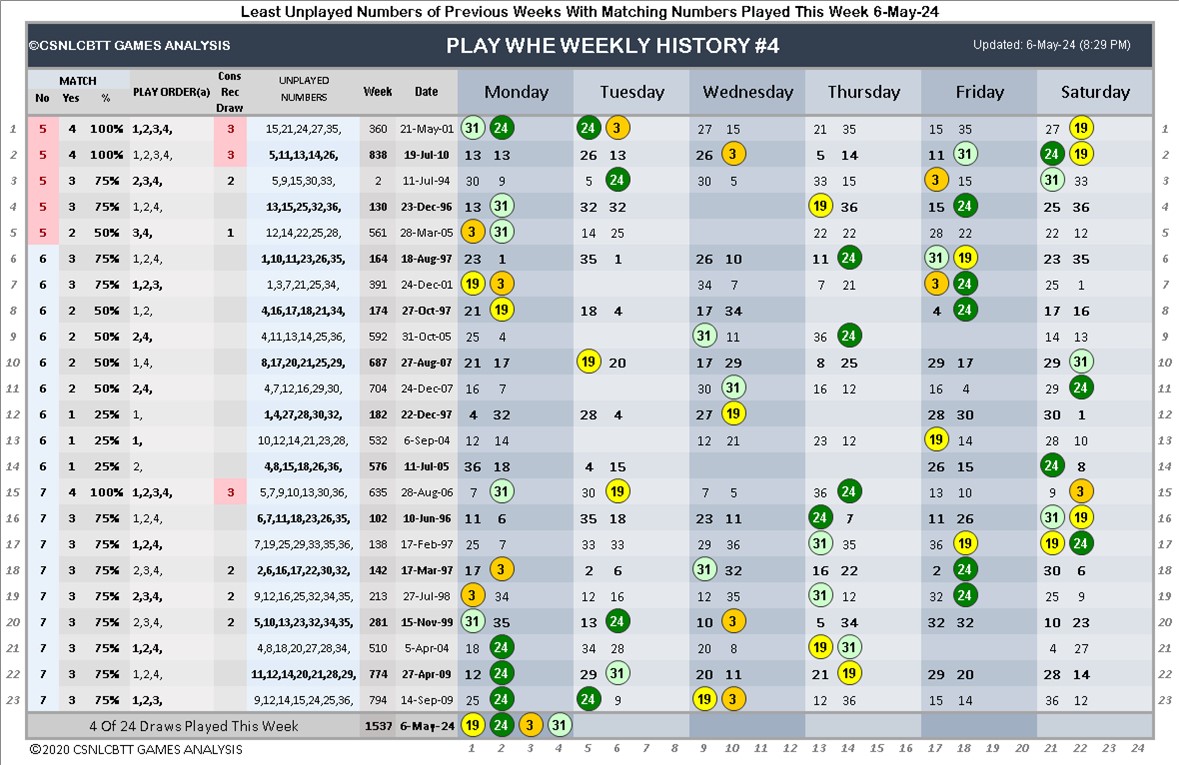 Least Unplayed Numbers of Previous Weeks With Matching Numbers Played This Week 6-May-24
©CSNLCBTT GAMES ANALYSIS PLAY WHE WEEKLY HISTORY #4 Updated: 6-May-24 (8:29 PM)
MATCH
No Yes % PLAY ORDER(a) Cons Rec Draw UNPLAYED NUMBERS Week Date Monday Tuesday Wednesday Thursday Friday Saturday
1 5 4 100% 1,2,3,4, 3 15,21,24,27,35, 360 21-May-01 31 24 24 3 27 15 21 35 15 35 27 19 1
2 5 4 100% 1,2,3,4, 3 5,11,13,14,26, 838 19-Jul-10 13 13 26 13 26 3 5 14 11 31 24 19 2
3 5 3 75% 2,3,4, 2 5,9,15,30,33, 2 11-Jul-94 30 9 5 24 30 5 33 15 3 15 31 33 3
4 5 3 75% 1,2,4, 13,15,25,32,36, 130 23-Dec-96 13 31 32 32 19 36 15 24 25 36 4
5 5 2 50% 3,4, 1 12,14,22,25,28, 561 28-Mar-05 3 31 14 25 22 22 28 22 22 12 5
6 6 3 75% 1,2,4, 1,10,11,23,26,35, 164 18-Aug-97 23 1 35 1 26 10 11 24 31 19 23 35 6
7 6 3 75% 1,2,3, 1,3,7,21,25,34, 391 24-Dec-01 19 3 34 7 7 21 3 24 25 1 7
8 6 2 50% 1,2, 4,16,17,18,21,34, 174 27-Oct-97 21 19 18 4 17 34 4 24 17 16 8
9 6 2 50% 2,4, 4,11,13,14,25,36, 592 31-Oct-05 25 4 31 11 36 24 14 13 9
10 6 2 50% 1,4, 8,17,20,21,25,29, 687 27-Aug-07 21 17 19 20 17 29 8 25 29 17 29 31 10
11 6 2 50% 2,4, 4,7,12,16,29,30, 704 24-Dec-07 16 7 30 31 16 12 16 4 29 24 11
12 6 1 25% 1, 1,4,27,28,30,32, 182 22-Dec-97 4 32 28 4 27 19 28 30 30 1 12
13 6 1 25% 1, 10,12,14,21,23,28, 532 6-Sep-04 12 14 12 21 23 12 19 14 28 10 13
14 6 1 25% 2, 4,8,15,18,26,36, 576 11-Jul-05 36 18 4 15 26 15 24 8 14
15 7 4 100% 1,2,3,4, 3 5,7,9,10,13,30,36, 635 28-Aug-06 7 31 30 19 7 5 36 24 13 10 9 3 15
16 7 3 75% 1,2,4, 6,7,11,18,23,26,35, 102 10-Jun-96 11 6 35 18 23 11 24 7 11 26 31 19 16
17 7 3 75% 1,2,4, 7,19,25,29,33,35,36, 138 17-Feb-97 25 7 33 33 29 36 31 35 36 19 19 24 17
18 7 3 75% 2,3,4, 2 2,6,16,17,22,30,32, 142 17-Mar-97 17 3 2 6 31 32 16 22 2 24 30 6 18
19 7 3 75% 2,3,4, 2 9,12,16,25,32,34,35, 213 27-Jul-98 3 34 12 16 12 35 31 12 32 24 25 9 19
20 7 3 75% 2,3,4, 2 5,10,13,23,32,34,35, 281 15-Nov-99 31 35 13 24 10 3 5 34 32 32 10 23 20
21 7 3 75% 1,2,4, 4,8,18,20,27,28,34, 510 5-Apr-04 18 24 34 28 20 8 19 31 4 27 21
22 7 3 75% 1,2,4, 11,12,14,20,21,28,29, 774 27-Apr-09 12 24 29 31 20 11 22 19 29 20 28 14 22
23 7 3 75% 1,2,3, 9,12,14,15,24,25,36, 794 14-Sep-09 25 24 24 9 19 3 12 36 15 14 36 12 23
4 Of 24 Draws Played This Week 1537 6-May-24 19 24 3 31
©2020 CSNLCBTT GAMES ANALYSIS 1 2 3 4 5 6 7 8 9 10 11 12 13 14 15 16 17 18 19 20 21 22 23 24